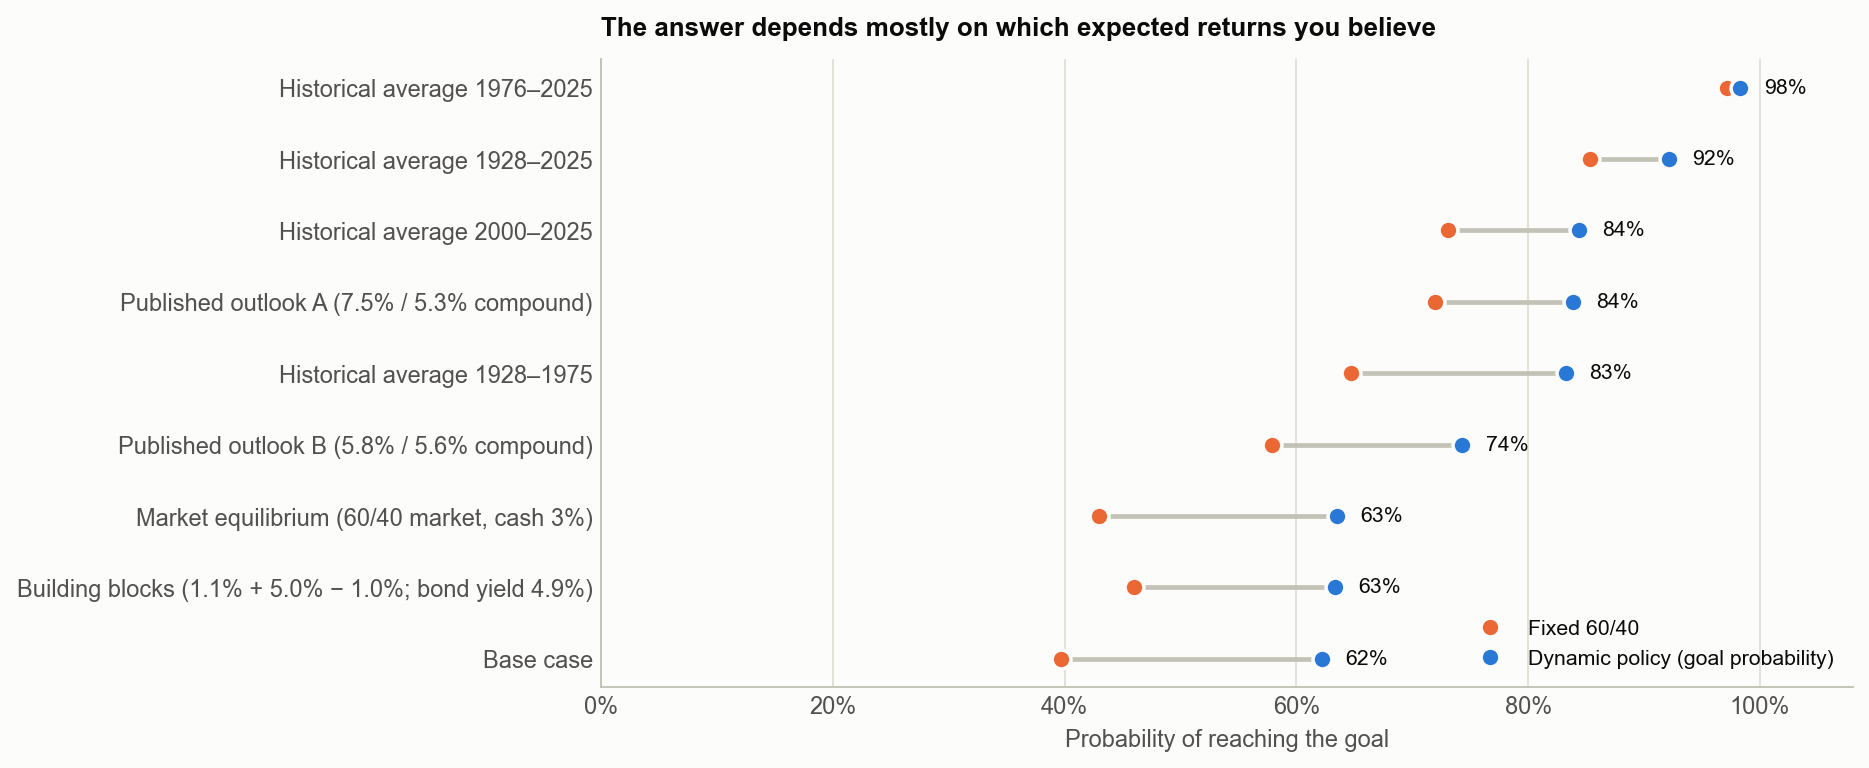 The answer depends mostly on which expected returns you believe
Historical average 1976–2025 98%
Historical average 1928–2025 92%
Historical average 2000–2025 84%
Published outlook A (7.5% / 5.3% compound) 84%
Historical average 1928–1975 83%
Published outlook B (5.8% / 5.6% compound) 74%
Market equilibrium (60/40 market, cash 3%) 63%
Building blocks (1.1% + 5.0% − 1.0%; bond yield 4.9%) 63%
Fixed 60/40
Base case 62% Dynamic policy (goal probability)
0% 20% 40% 60% 80% 100%
Probability of reaching the goal